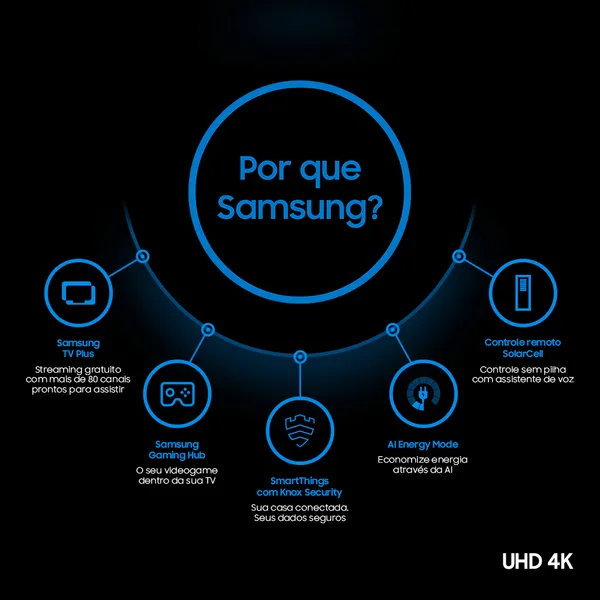 Por que
Samsung?
Samsung
TV Plus
Streaming gratuito
com mais de 80 canais
prontos para assistir
Samsung
Gaming Hub
O seu videogame
dentro da sua TV
SmartThings
com Knox Security
Sua casa conectada.
Seus dados seguros
AI Energy Mode
Economize energia
através da AI
Controle remoto
SolarCell
Controle sem pilha
com assistente de voz
UHD 4K